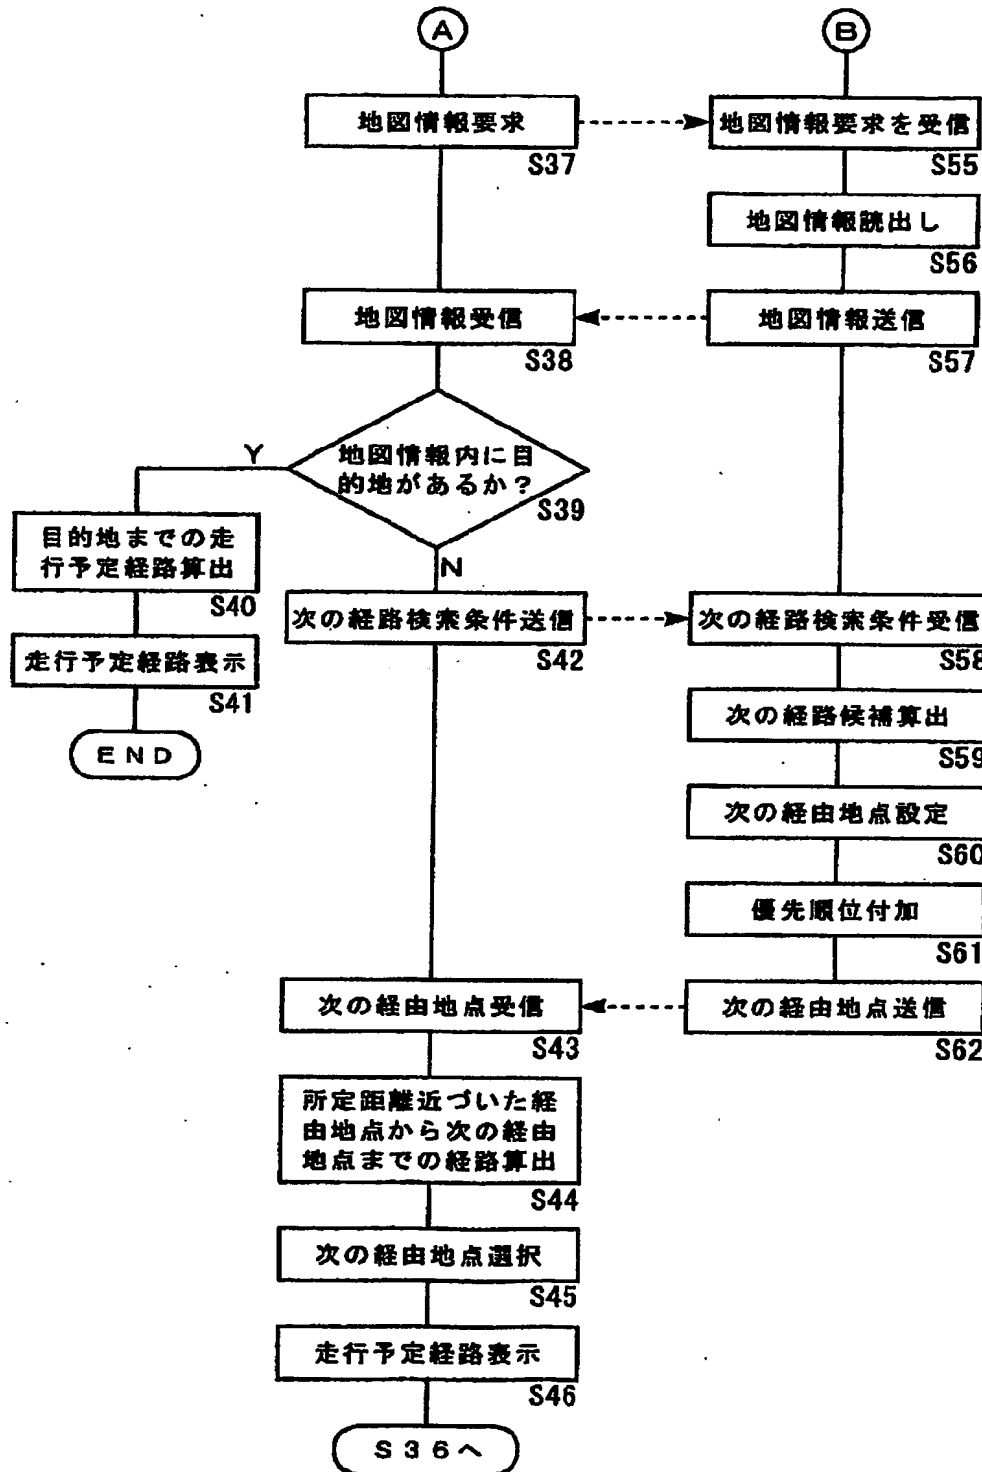 A
B
地図情報要求
S37
地図情報要求を受信
S55
地図情報読出し
S56
地図情報受信
S38
地図情報送信
S57
Y
地図情報内に目
的地があるか？
S39
N
目的地までの走
行予定経路算出
S40
走行予定経路表示
S41
END
次の経路検索条件送信
S42
次の経路検索条件受信
S58
次の経路候補算出
S59
次の経由地点設定
S60
優先順位付加
S61
次の経由地点受信
S43
次の経由地点送信
S62
所定距離近づいた経
由地点から次の経由
地点までの経路算出
S44
次の経由地点選択
S45
走行予定経路表示
S46
S36へ